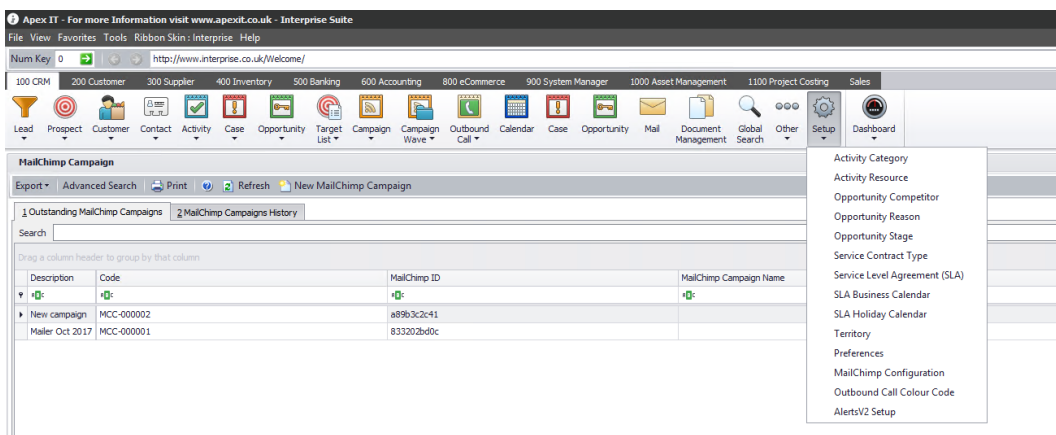 Apex IT - For more Information visit www.apexit.co.uk - Interprise Suite
File View Favorites Tools Ribbon Skin : Interprise Help
Num Key 0 http://www.interprise.co.uk/Welcome/
100 CRM 200 Customer 300 Supplier 400 Inventory 500 Banking 600 Accounting 800 eCommerce 900 System Manager 1000 Asset Management 1100 Project Costing Sales
Lead Prospect Customer Contact Activity Case Opportunity Target List Campaign Campaign Wave Outbound Call Calendar Case Opportunity Mail Document Management Global Search Other Setup Dashboard
MailChimp Campaign
Export Advanced Search Print Refresh New MailChimp Campaign
1 Outstanding MailChimp Campaigns 2 MailChimp Campaigns History
Search
Drag a column header to group by that column
Description Code MailChimp ID MailChimp Campaign Name
New campaign MCC-000002 a89b3c2c41
Mailer Oct 2017 MCC-000001 833202bd0c
Activity Category
Activity Resource
Opportunity Competitor
Opportunity Reason
Opportunity Stage
Service Contract Type
Service Level Agreement (SLA)
SLA Business Calendar
SLA Holiday Calendar
Territory
Preferences
MailChimp Configuration
Outbound Call Colour Code
AlertsV2 Setup